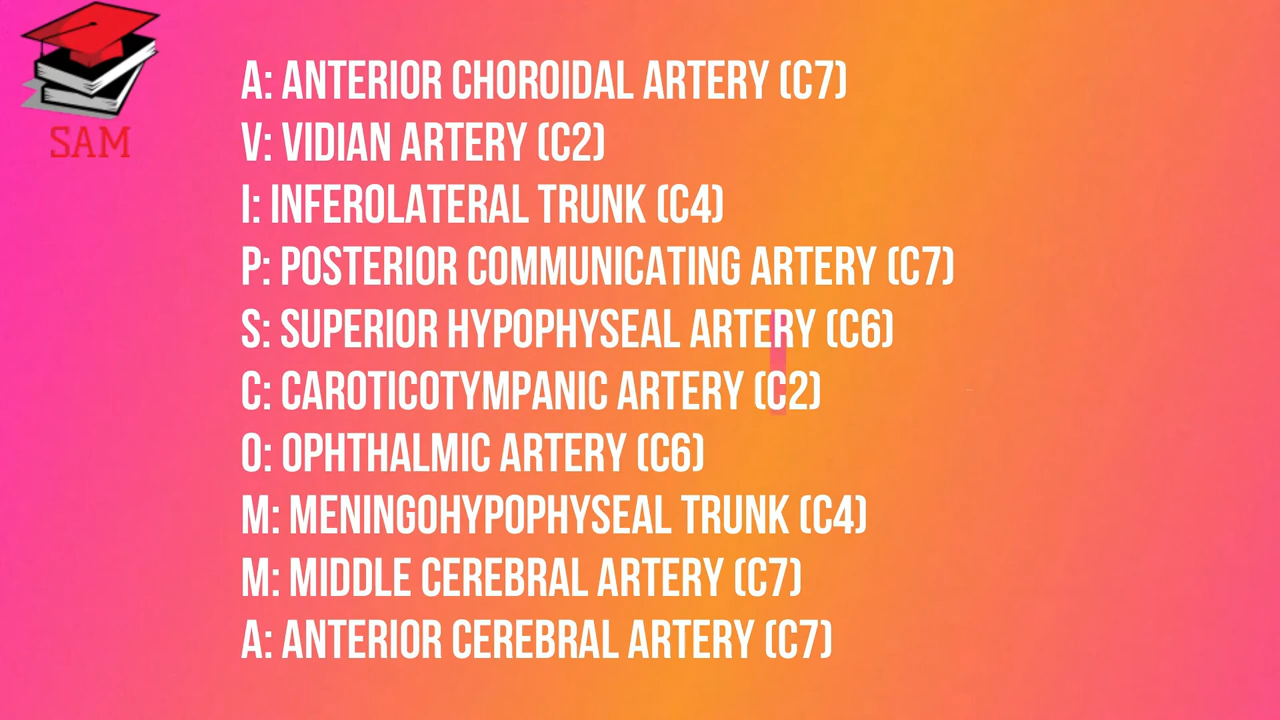 SAM
A: ANTERIOR CHOROIDAL ARTERY (C7)
V: VIDIAN ARTERY (C2)
I: INFEROLATERAL TRUNK (C4)
P: POSTERIOR COMMUNICATING ARTERY (C7)
S: SUPERIOR HYPOPHYSEAL ARTERY (C6)
C: CAROTICOTYMPANIC ARTERY (C2)
O: OPHTHALMIC ARTERY (C6)
M: MENINGOHYPOPHYSEAL TRUNK (C4)
M: MIDDLE CEREBRAL ARTERY (C7)
A: ANTERIOR CEREBRAL ARTERY (C7)